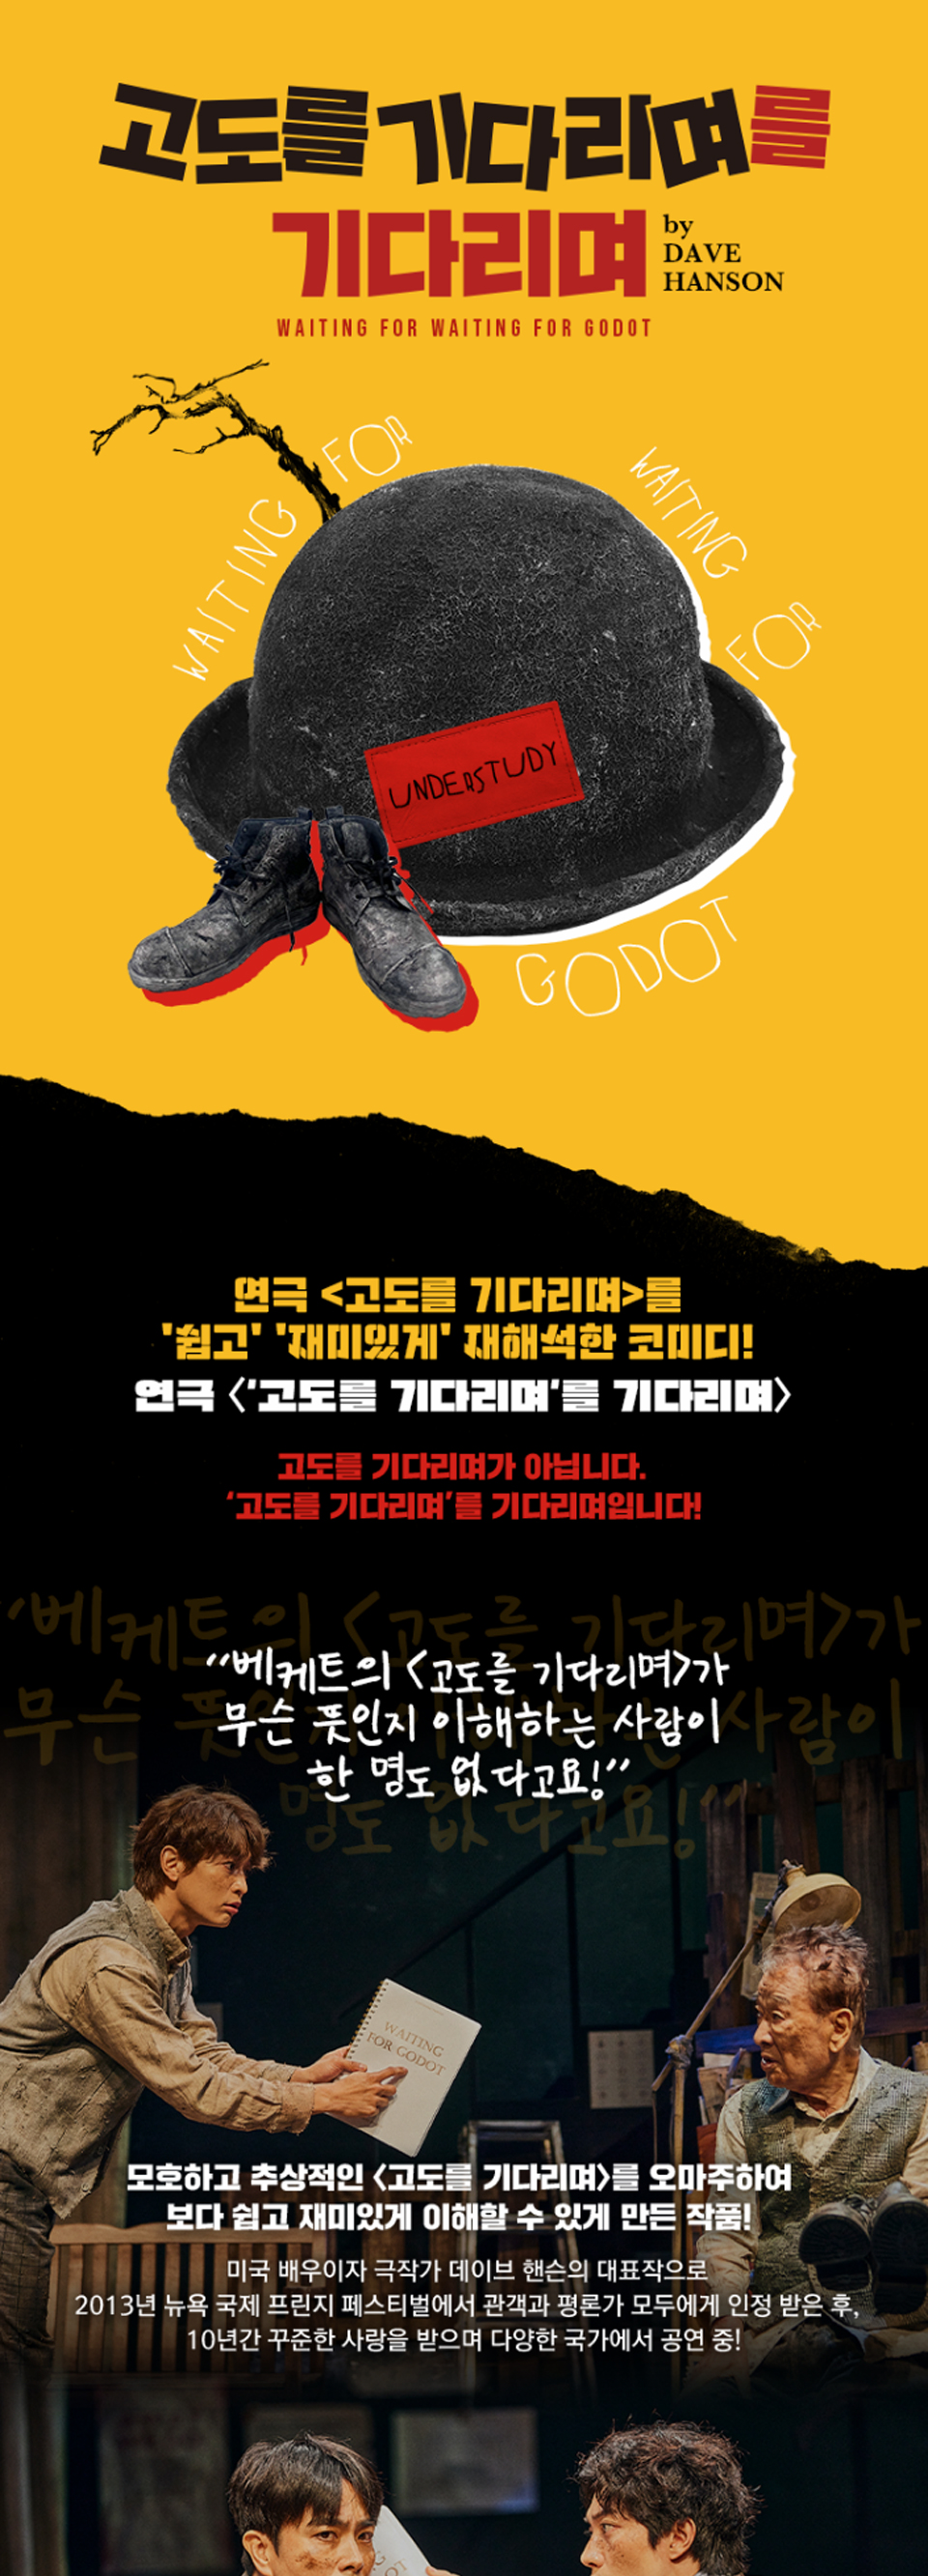 고도를 기다리며를
기다리며
by
DAVE
HANSON
WAITING FOR WAITING FOR GODOT
WAITING FOR
WAITING FOR
UNDERSTUDY
GODOT
연극 <고도를 기다리며>를
'쉽고' '재미있게' 재해석한 코미디!
연극 〈'고도를 기다리며'를 기다리며〉
고도를 기다리며가 아닙니다.
'고도를 기다리며'를 기다리며입니다!
"베케트의 〈고도를 기다리며〉가
무슨 뜻인지 이해하는 사람이
한 명도 없다고요!"
WAITING
FOR GODOT
모호하고 추상적인 〈고도를 기다리며〉를 오마주하여
보다 쉽고 재미있게 이해할 수 있게 만든 작품!
미국 배우이자 극작가 데이브 핸슨의 대표작으로
2013년 뉴욕 국제 프린지 페스티벌에서 관객과 평론가 모두에게 인정 받은 후,
10년간 꾸준한 사랑을 받으며 다양한 국가에서 공연 중!